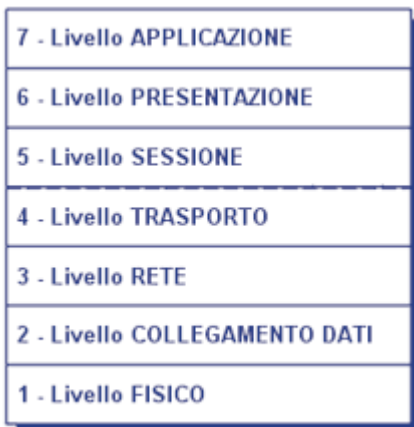 7 - Livello APPLICAZIONE
6 - Livello PRESENTAZIONE
5 - Livello SESSIONE
4 - Livello TRASPORTO
3 - Livello RETE
2 - Livello COLLEGAMENTO DATI
1 - Livello FISICO